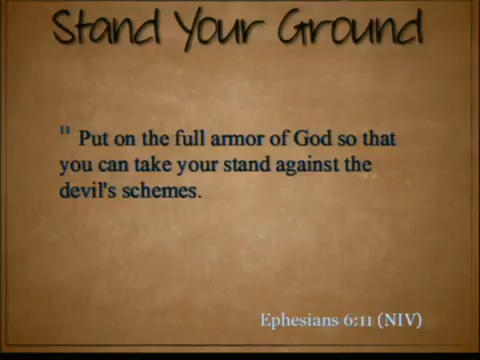 Stand Your Ground
11 Put on the full armor of God so that
you can take your stand against the
devil's schemes.
Ephesians 6:11 (NIV)